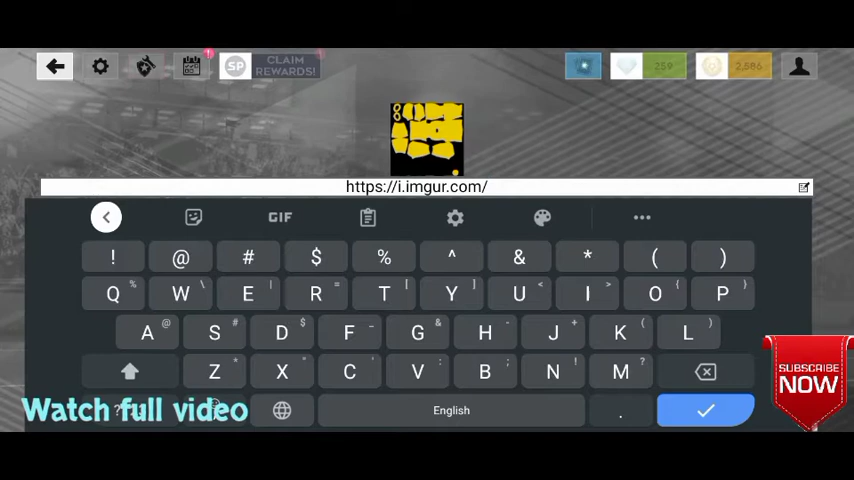 SP CLAIM REWARDS! 259 2,586
https://i.imgur.com/
GIF
! @ # $ % ^ & * ( )
Q % W \ E | R = T [ Y ] U < I > O { P }
A @ S # D $ F _ G & H - J + K ( L )
Z * X " C ' V : B ; N ! M ?
English .
Watch full video
SUBSCRIBE NOW